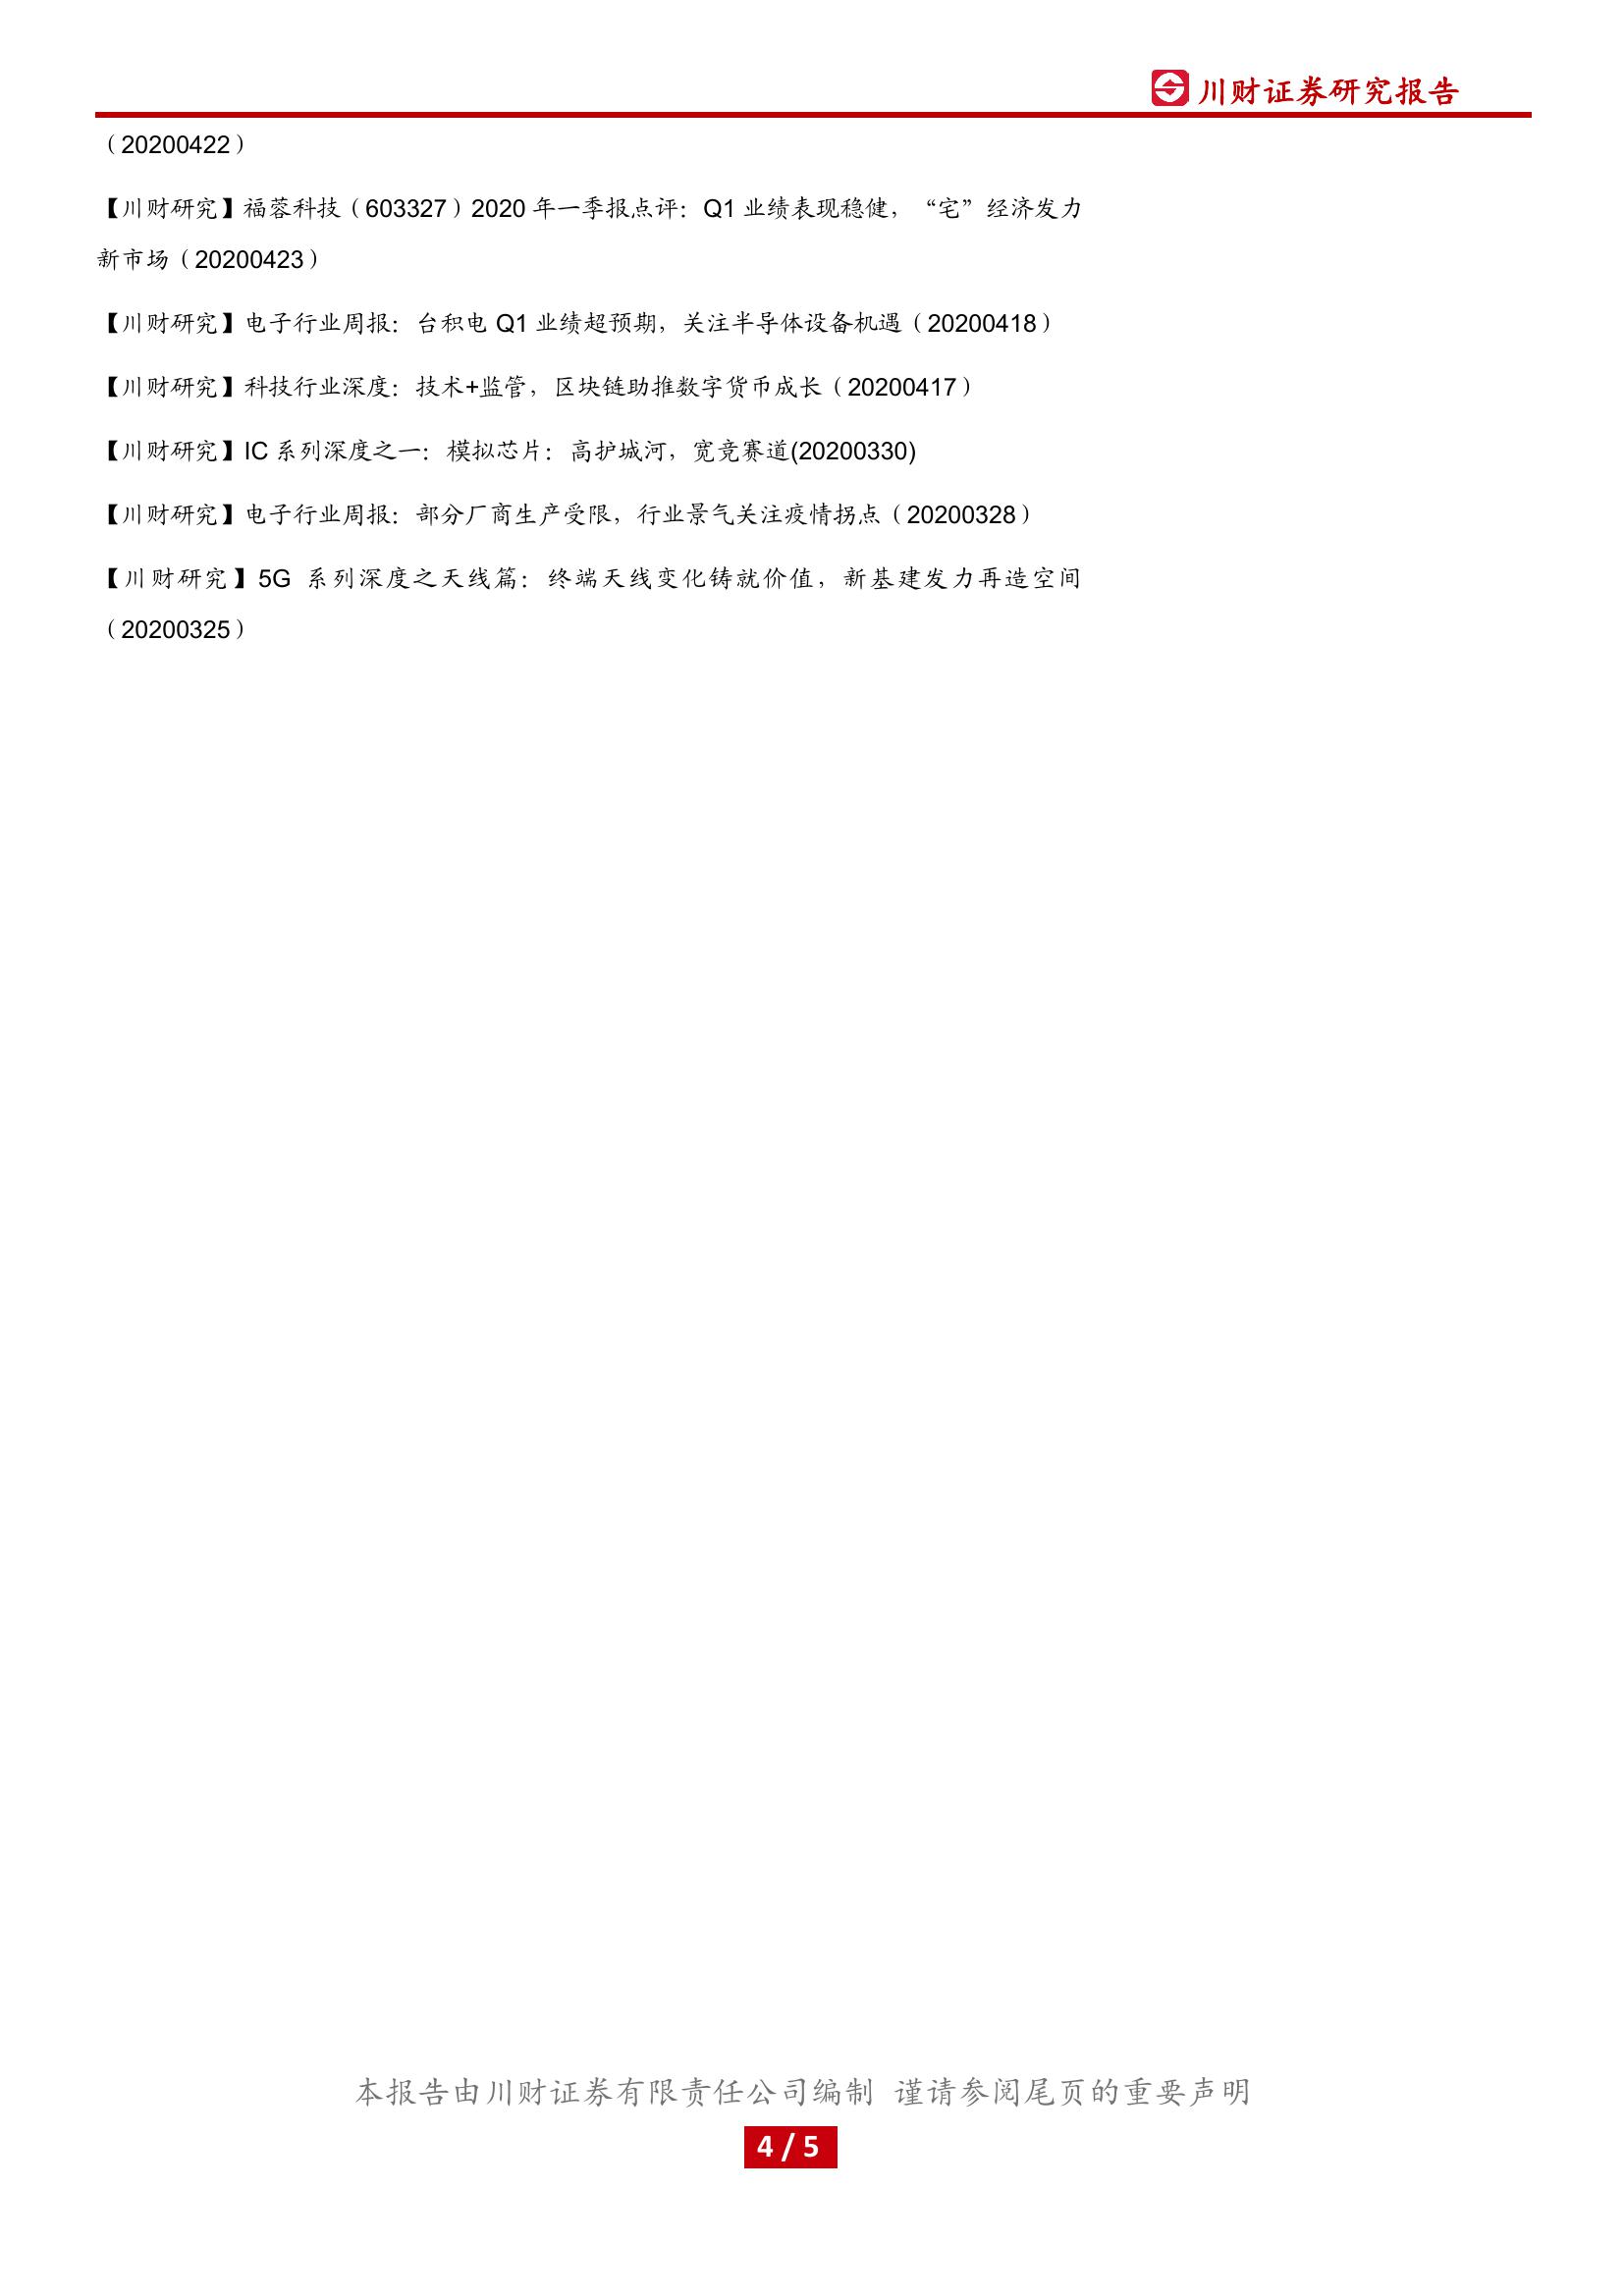 川财证券研究报告
（20200422）
【川财研究】福蓉科技（603327）2020 年一季报点评：Q1 业绩表现稳健，“宅”经济发力
新市场（20200423）
【川财研究】电子行业周报：台积电 Q1 业绩超预期，关注半导体设备机遇（20200418）
【川财研究】科技行业深度：技术+监管，区块链助推数字货币成长（20200417）
【川财研究】IC 系列深度之一：模拟芯片：高护城河，宽竞赛道(20200330)
【川财研究】电子行业周报：部分厂商生产受限，行业景气关注疫情拐点（20200328）
【川财研究】5G 系列深度之天线篇：终端天线变化铸就价值，新基建发力再造空间
（20200325）
本报告由川财证券有限责任公司编制 谨请参阅尾页的重要声明
4 / 5